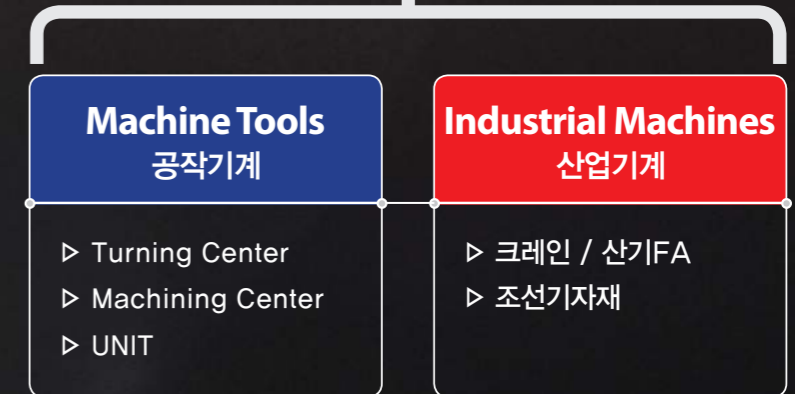 Machine Tools
공작기계
▷ Turning Center
▷ Machining Center
▷ UNIT
Industrial Machines
산업기계
▷ 크레인 / 산기FA
▷ 조선기자재